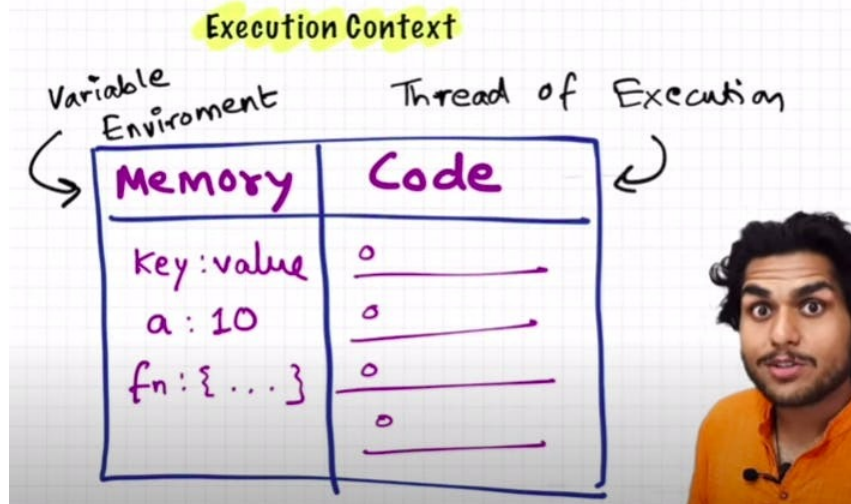 Execution Context
Variable
Enviroment
Thread of Execution
Memory
Code
key : value
a : 10
fn : { ... }